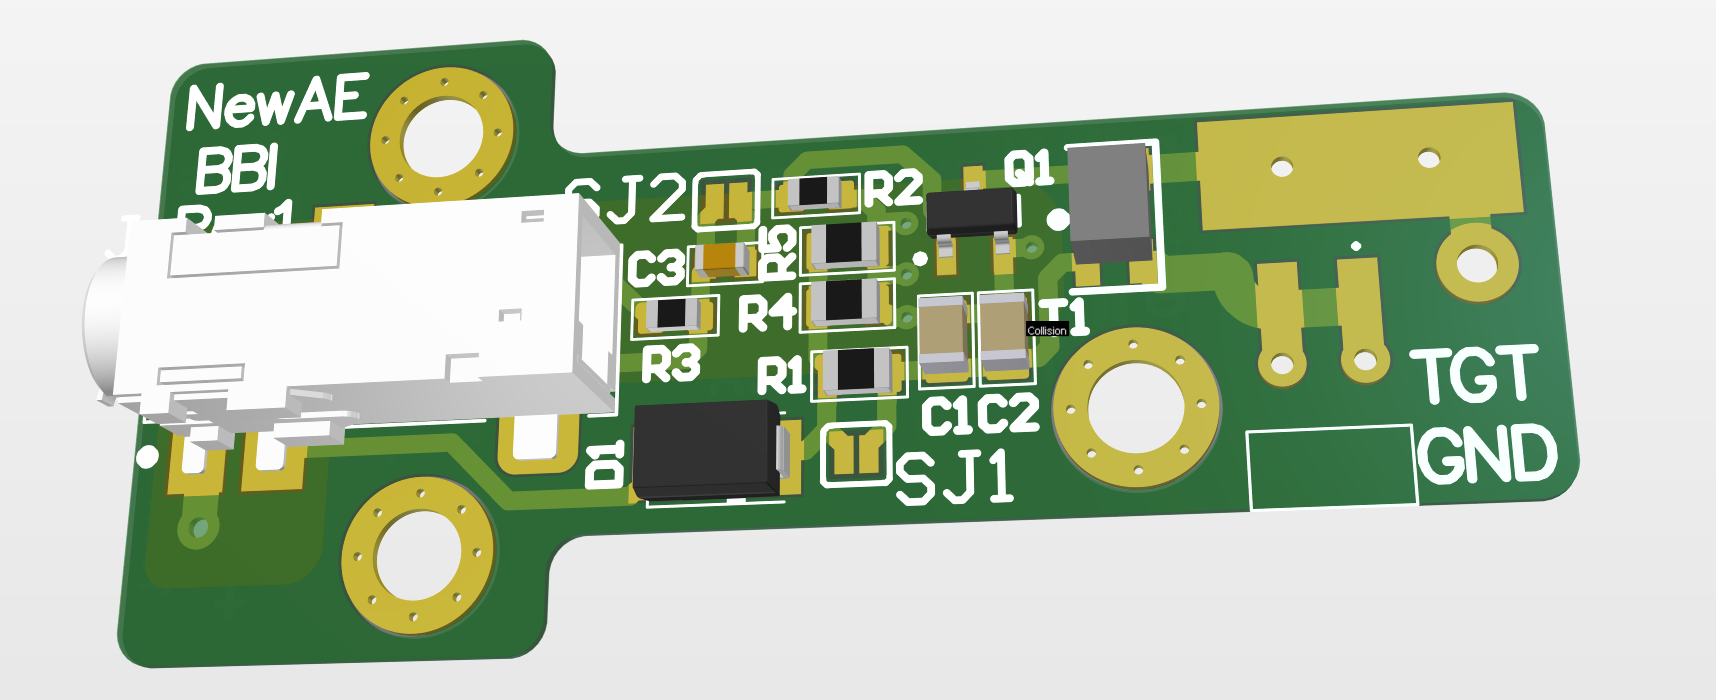 NewAE
BBI
SJ2
R2
Q1
C3
R5
R4
T1
Collision
R3
R1
C1 C2
TGT
D1
SJ1
GND